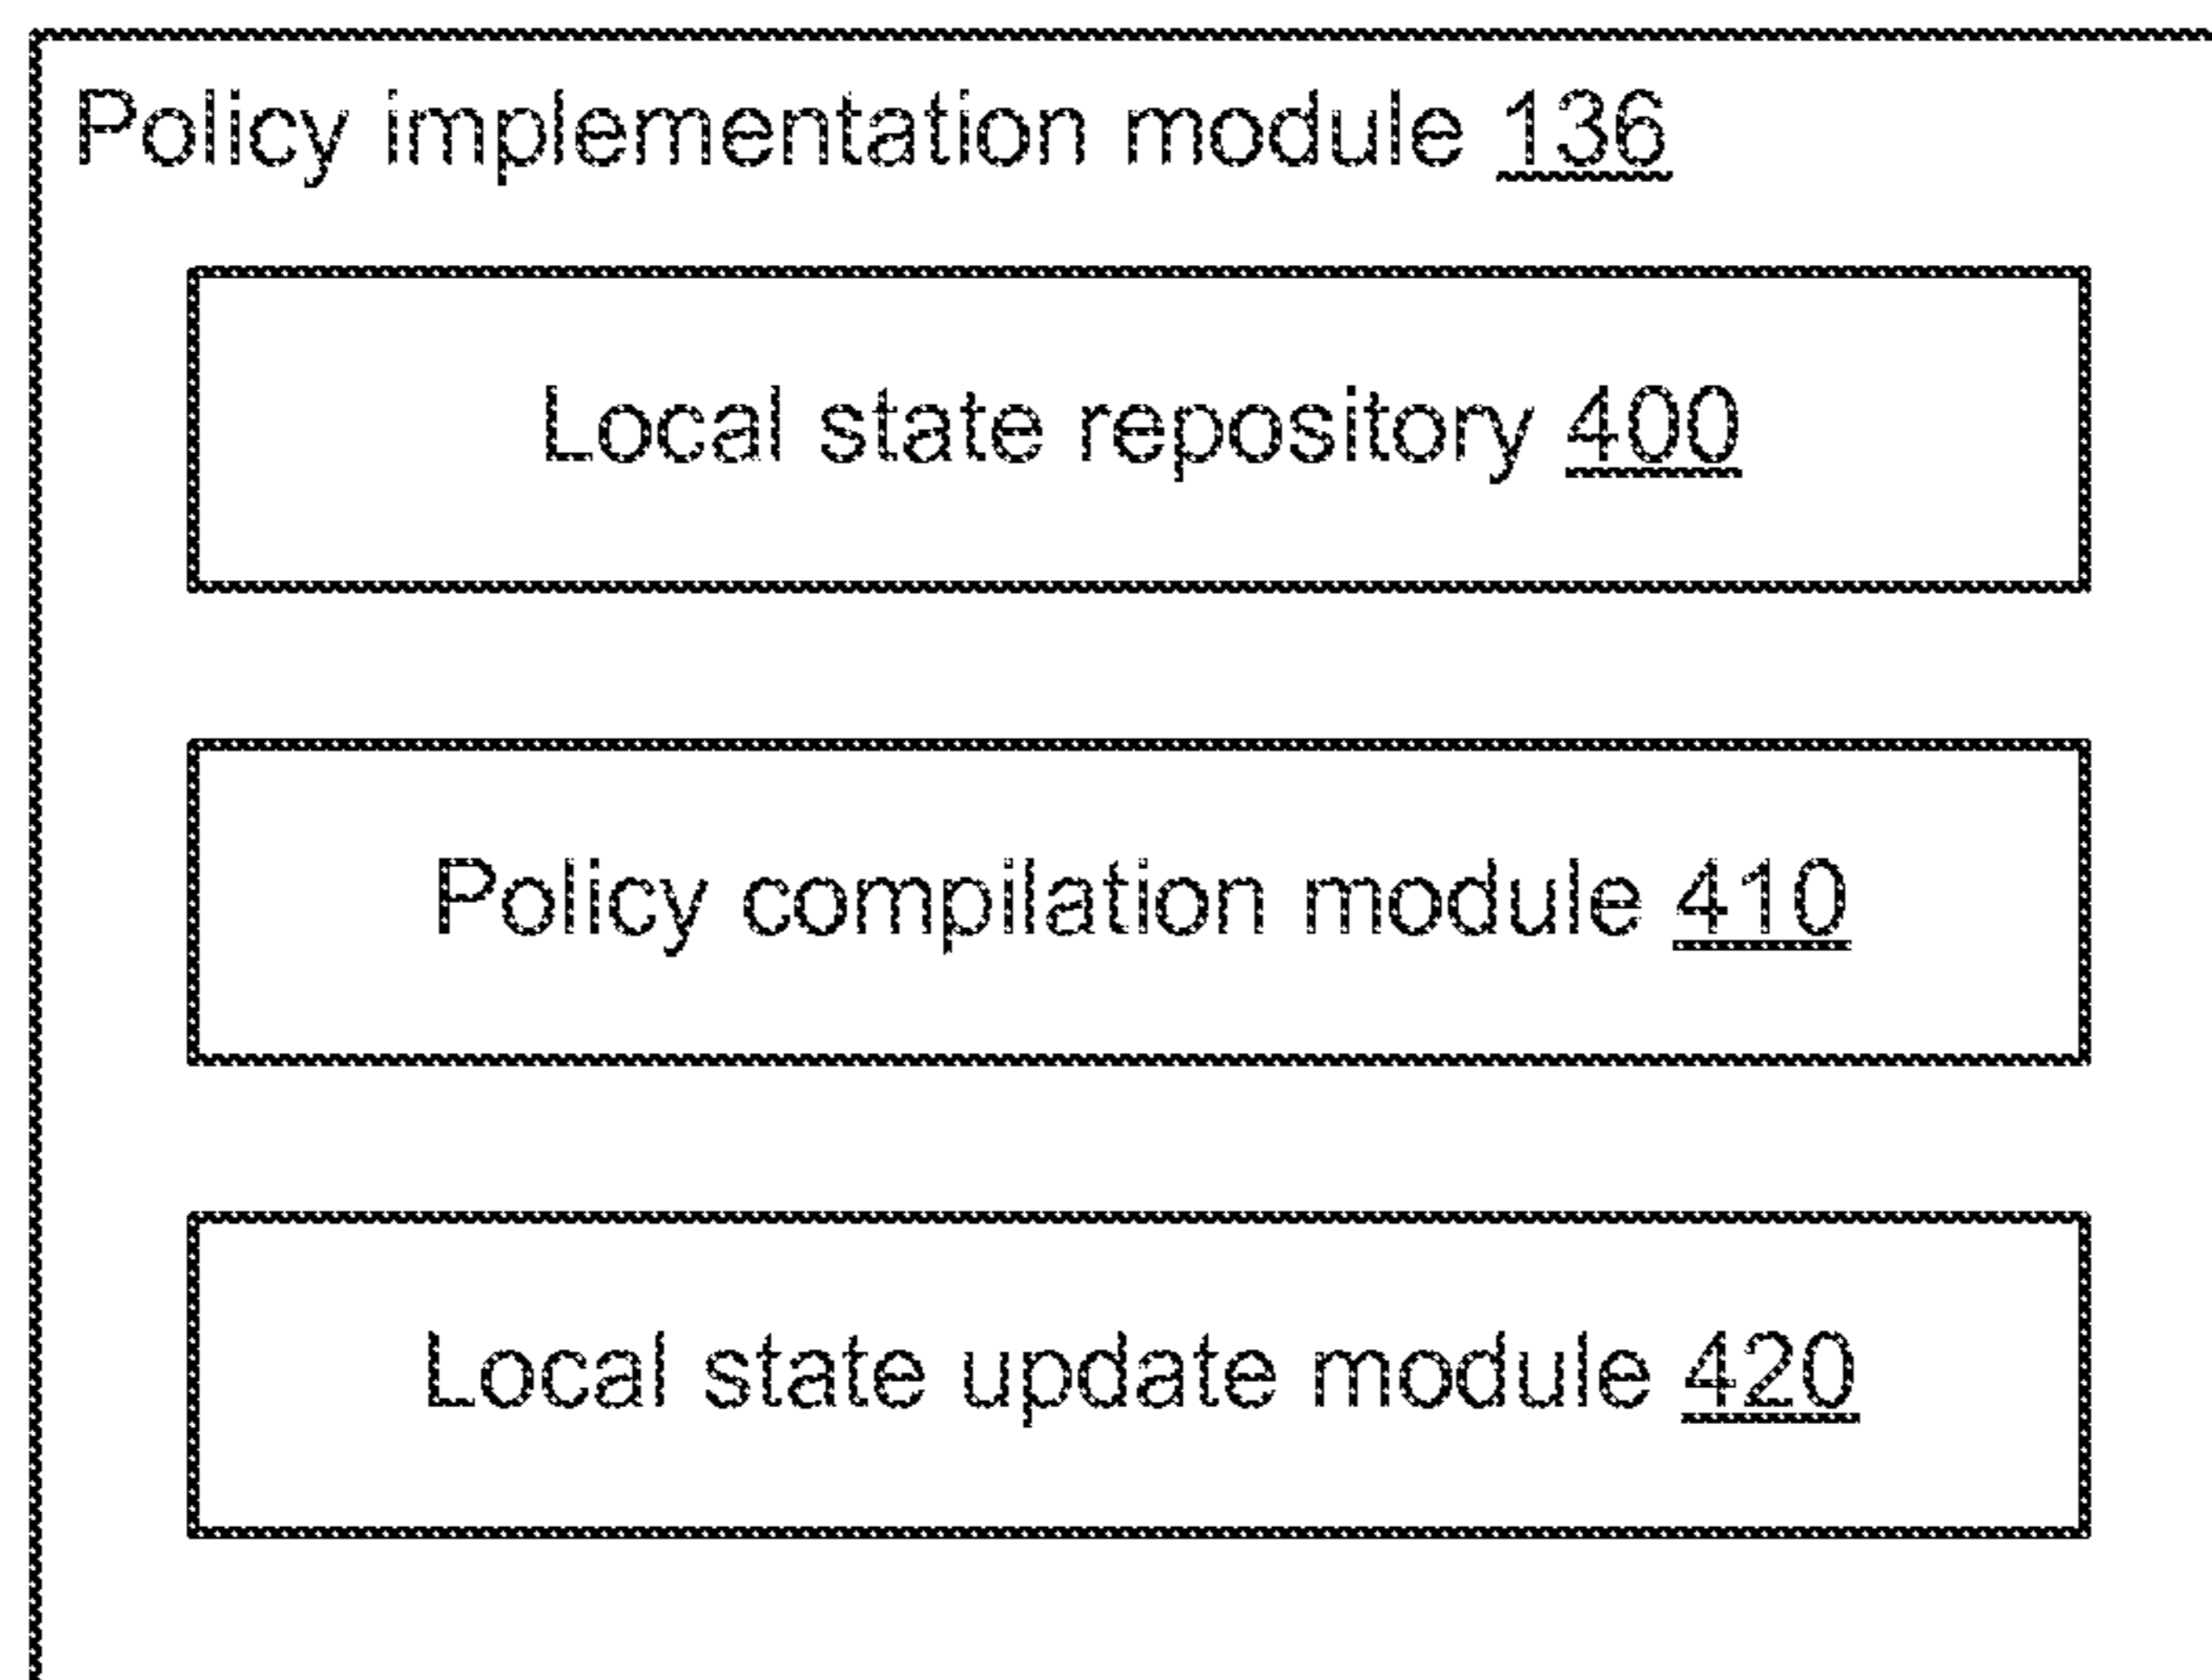 Policy implementation module 136
Local state repository 400
Policy compilation module 410
Local state update module 420